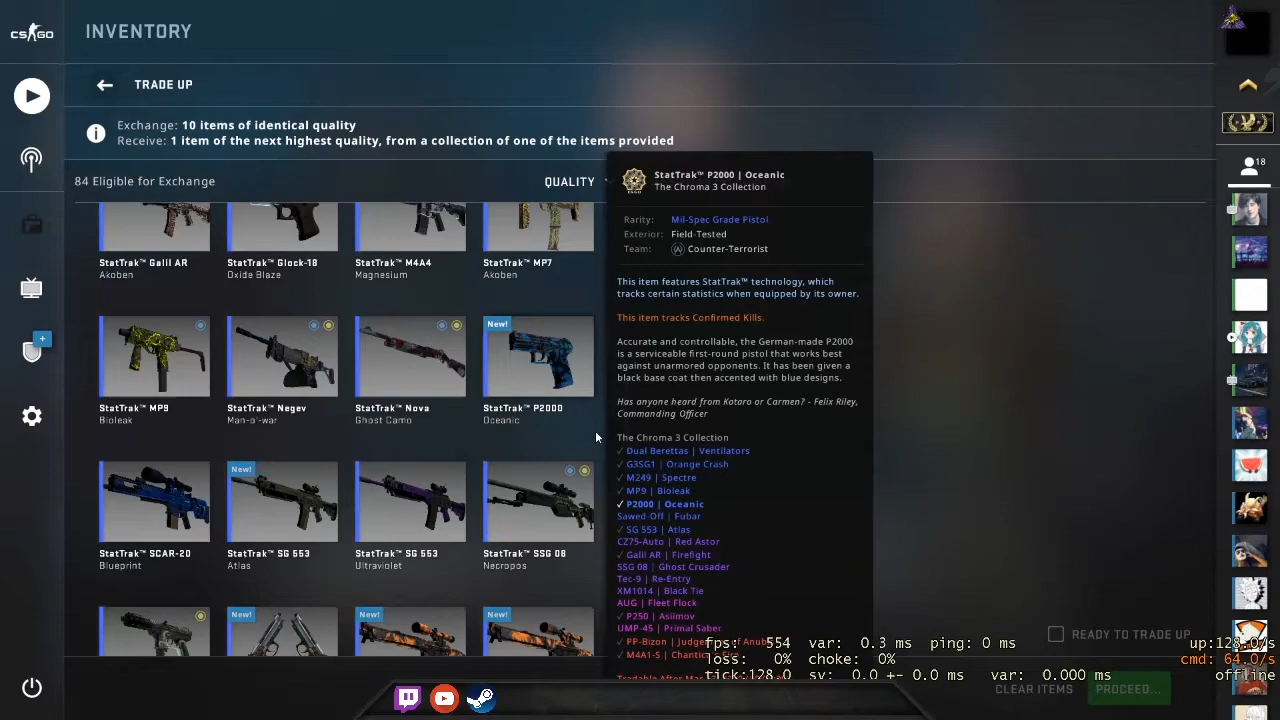 CS:GO
INVENTORY
TRADE UP
Exchange: 10 items of identical quality
Receive: 1 item of the next highest quality, from a collection of one of the items provided
84 Eligible for Exchange
QUALITY
StatTrak™ Galil AR
Akoben
StatTrak™ Glock-18
Oxide Blaze
StatTrak™ M4A4
Magnesium
StatTrak™ MP7
Akoben
StatTrak™ MP9
Bioleak
StatTrak™ Negev
Man-o'-war
StatTrak™ Nova
Ghost Camo
New!
StatTrak™ P2000
Oceanic
StatTrak™ SCAR-20
Blueprint
New!
StatTrak™ SG 553
Atlas
StatTrak™ SG 553
Ultraviolet
StatTrak™ SSG 08
Necropos
New!
New!
New!
StatTrak™ P2000 | Oceanic
The Chroma 3 Collection
Rarity: Mil-Spec Grade Pistol
Exterior: Field-Tested
Team: Counter-Terrorist
This item features StatTrak™ technology, which
tracks certain statistics when equipped by its owner.
This item tracks Confirmed Kills.
Accurate and controllable, the German-made P2000
is a serviceable first-round pistol that works best
against unarmored opponents. It has been given a
black base coat then accented with blue designs.
Has anyone heard from Kotaro or Carmen? - Felix Riley,
Commanding Officer
The Chroma 3 Collection
✓ Dual Berettas | Ventilators
✓ G3SG1 | Orange Crash
✓ M249 | Spectre
✓ MP9 | Bioleak
✓ P2000 | Oceanic
Sawed-Off | Fubar
✓ SG 553 | Atlas
CZ75-Auto | Red Astor
✓ Galil AR | Firefight
SSG 08 | Ghost Crusader
Tec-9 | Re-Entry
XM1014 | Black Tie
AUG | Fleet Flock
✓ P250 | Asiimov
UMP-45 | Primal Saber
✓ PP-Bizon | Judgement of Anubis
✓ M4A1-S | Chantico's Fire
Tradable After
18
READY TO TRADE UP
CLEAR ITEMS
PROCEED...
fps: 554 var: 0.3 ms ping: 0 ms
loss: 0% choke: 0%
tick:128.0 sv: 0.0 +- 0.0 ms var: 0.000 ms
up:128.0/s
cmd: 64.0/s
offline